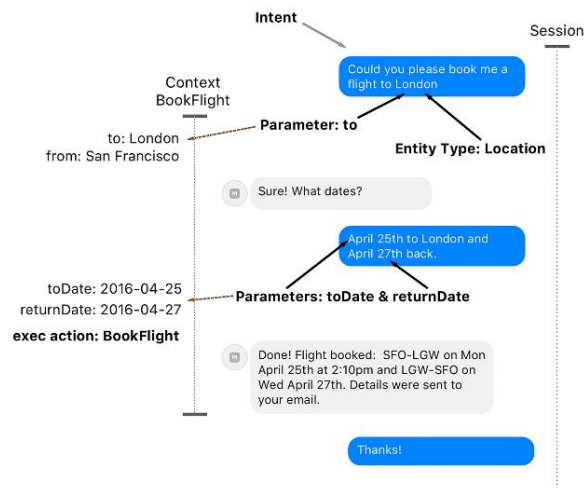 Intent
Session
Could you please book me a
flight to London
Context
BookFlight
Parameter: to
to: London
from: San Francisco
Entity Type: Location
M
Sure! What dates?
April 25th to London and
April 27th back.
toDate: 2016-04-25
returnDate: 2016-04-27
Parameters: toDate & returnDate
exec action: BookFlight
M
Done! Flight booked: SFO-LGW on Mon
April 25th at 2:10pm and LGW-SFO on
Wed April 27th. Details were sent to
your email.
Thanks!